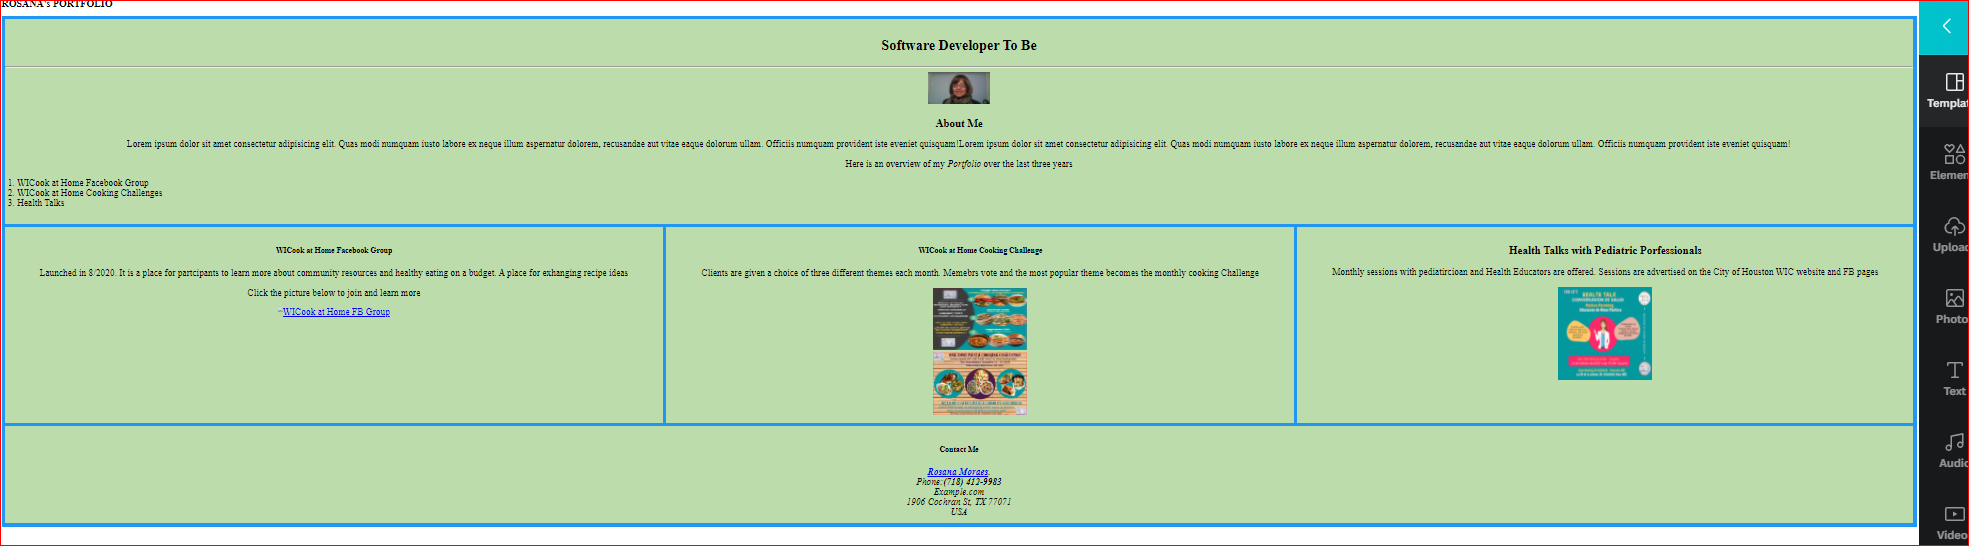 ROSANA's PORTFOLIO
Software Developer To Be
About Me
Lorem ipsum dolor sit amet consectetur adipisicing elit. Quas modi numquam iusto labore ex neque illum aspernatur dolorem, recusandae aut vitae eaque dolorum ullam. Officiis numquam provident iste eveniet quisquam!Lorem ipsum dolor sit amet consectetur adipisicing elit. Quas modi numquam iusto labore ex neque illum aspernatur dolorem, recusandae aut vitae eaque dolorum ullam. Officiis numquam provident iste eveniet quisquam!
Here is an overview of my Portfolio over the last three years
1. WICook at Home Facebook Group
2. WICook at Home Cooking Challenges
3. Health Talks
WICook at Home Facebook Group
Launched in 8/2020. It is a place for partcipants to learn more about community resources and healthy eating on a budget. A place for exhanging recipe ideas
Click the picture below to join and learn more
~WICook at Home FB Group
WICook at Home Cooking Challenge
Clients are given a choice of three different themes each month. Memebrs vote and the most popular theme becomes the monthly cooking Challenge
Health Talks with Pediatric Porfessionals
Monthly sessions with pediatircioan and Health Educators are offered. Sessions are advertised on the City of Houston WIC website and FB pages
HEALTH TALK
Contact Me
Rosana Moraes.
Phone:(718) 412-9983
Example.com
1906 Cochran St, TX 77071
USA
Templat
Elemen
Upload
Photo
Text
Audio
Video